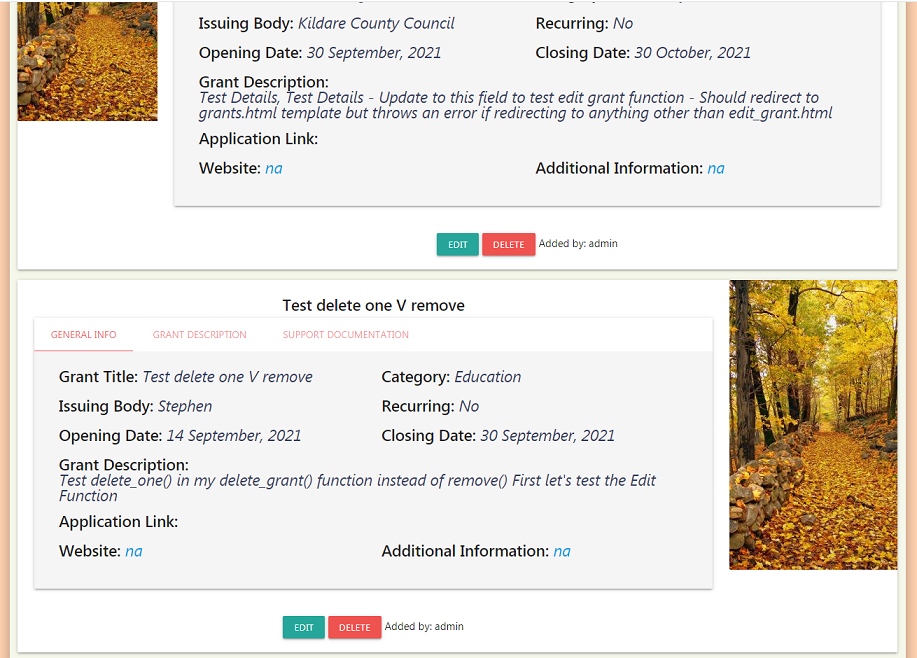 Issuing Body: Kildare County Council Recurring: No
Opening Date: 30 September, 2021 Closing Date: 30 October, 2021
Grant Description:
Test Details, Test Details - Update to this field to test edit grant function - Should redirect to
grants.html template but throws an error if redirecting to anything other than edit_grant.html
Application Link:
Website: na Additional Information: na
EDIT DELETE Added by: admin
Test delete one V remove
GENERAL INFO GRANT DESCRIPTION SUPPORT DOCUMENTATION
Grant Title: Test delete one V remove Category: Education
Issuing Body: Stephen Recurring: No
Opening Date: 14 September, 2021 Closing Date: 30 September, 2021
Grant Description:
Test delete_one() in my delete_grant() function instead of remove() First let's test the Edit
Function
Application Link:
Website: na Additional Information: na
EDIT DELETE Added by: admin